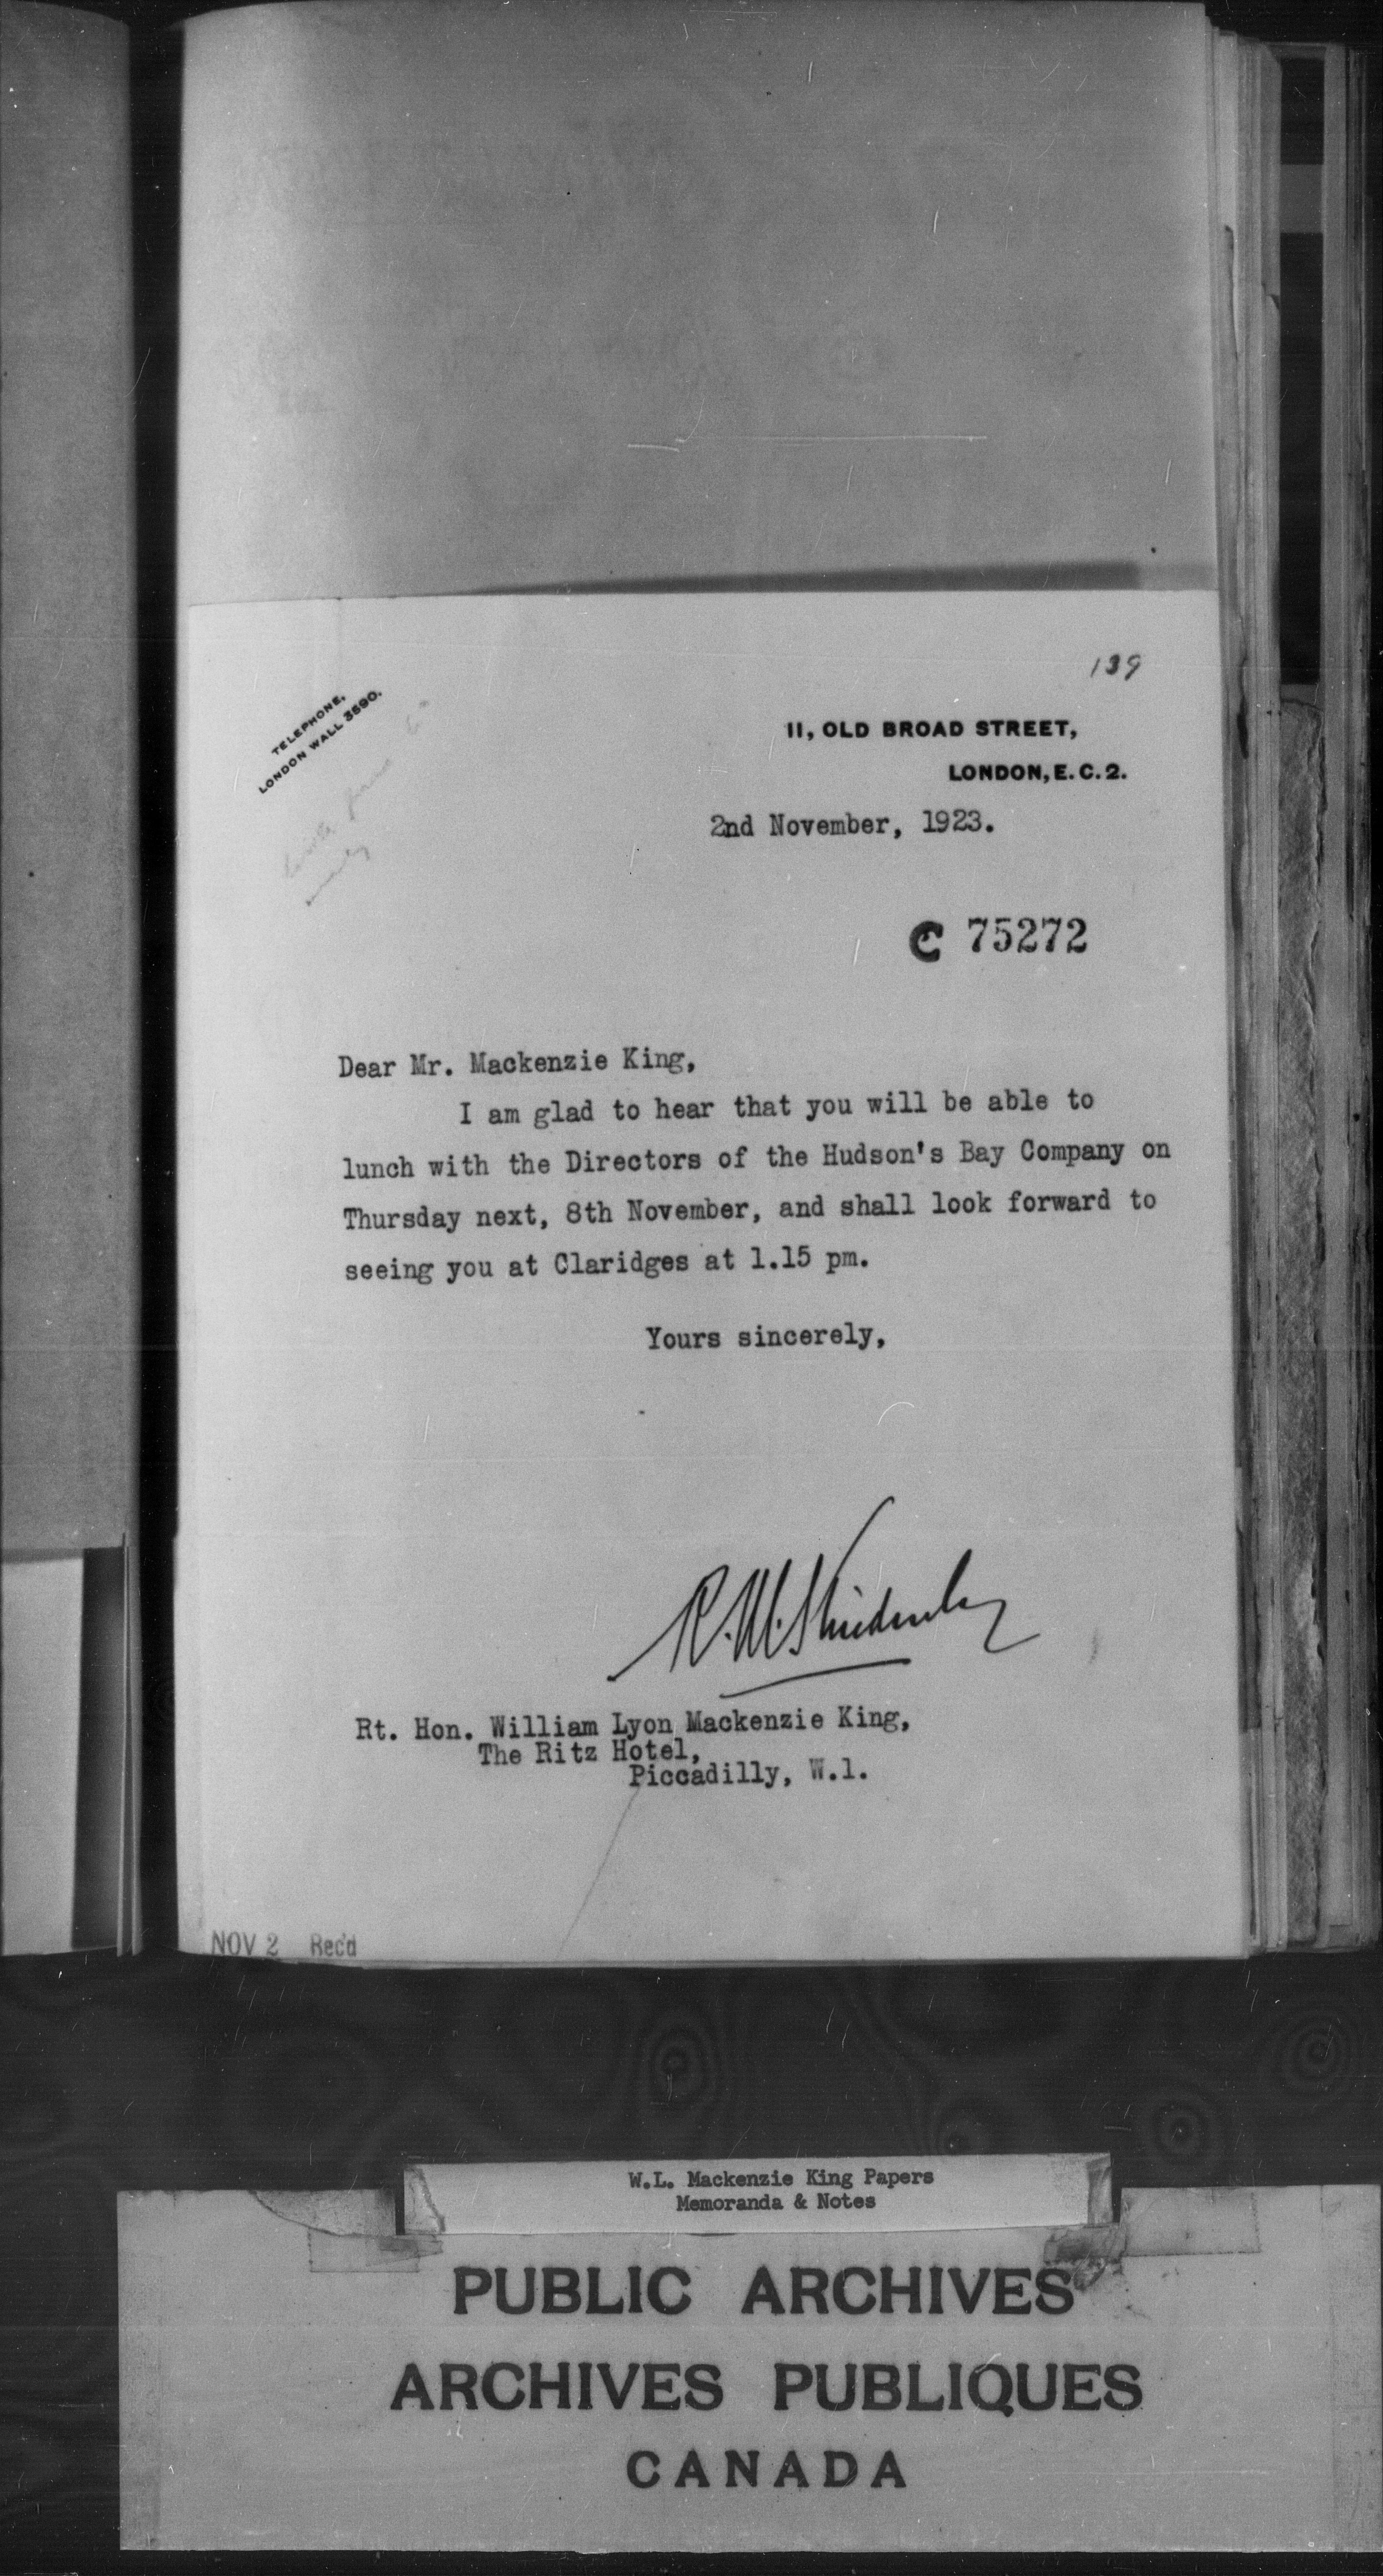 139
TELEPHONE,
LONDON WALL 3590.
11, OLD BROAD STREET,
LONDON, E.C.2.
2nd November, 1923.
C 75272
Dear Mr. Mackenzie King,
I am glad to hear that you will be able to
lunch with the Directors of the Hudson's Bay Company on
Thursday next, 8th November, and shall look forward to
seeing you at Claridges at 1.15 pm.
Yours sincerely,
R.M. Kindersley
Rt. Hon. William Lyon Mackenzie King,
The Ritz Hotel,
Piccadilly, W.1.
NOV 2 Rec'd
W.L. Mackenzie King Papers
Memoranda & Notes
PUBLIC ARCHIVES
ARCHIVES PUBLIQUES
CANADA